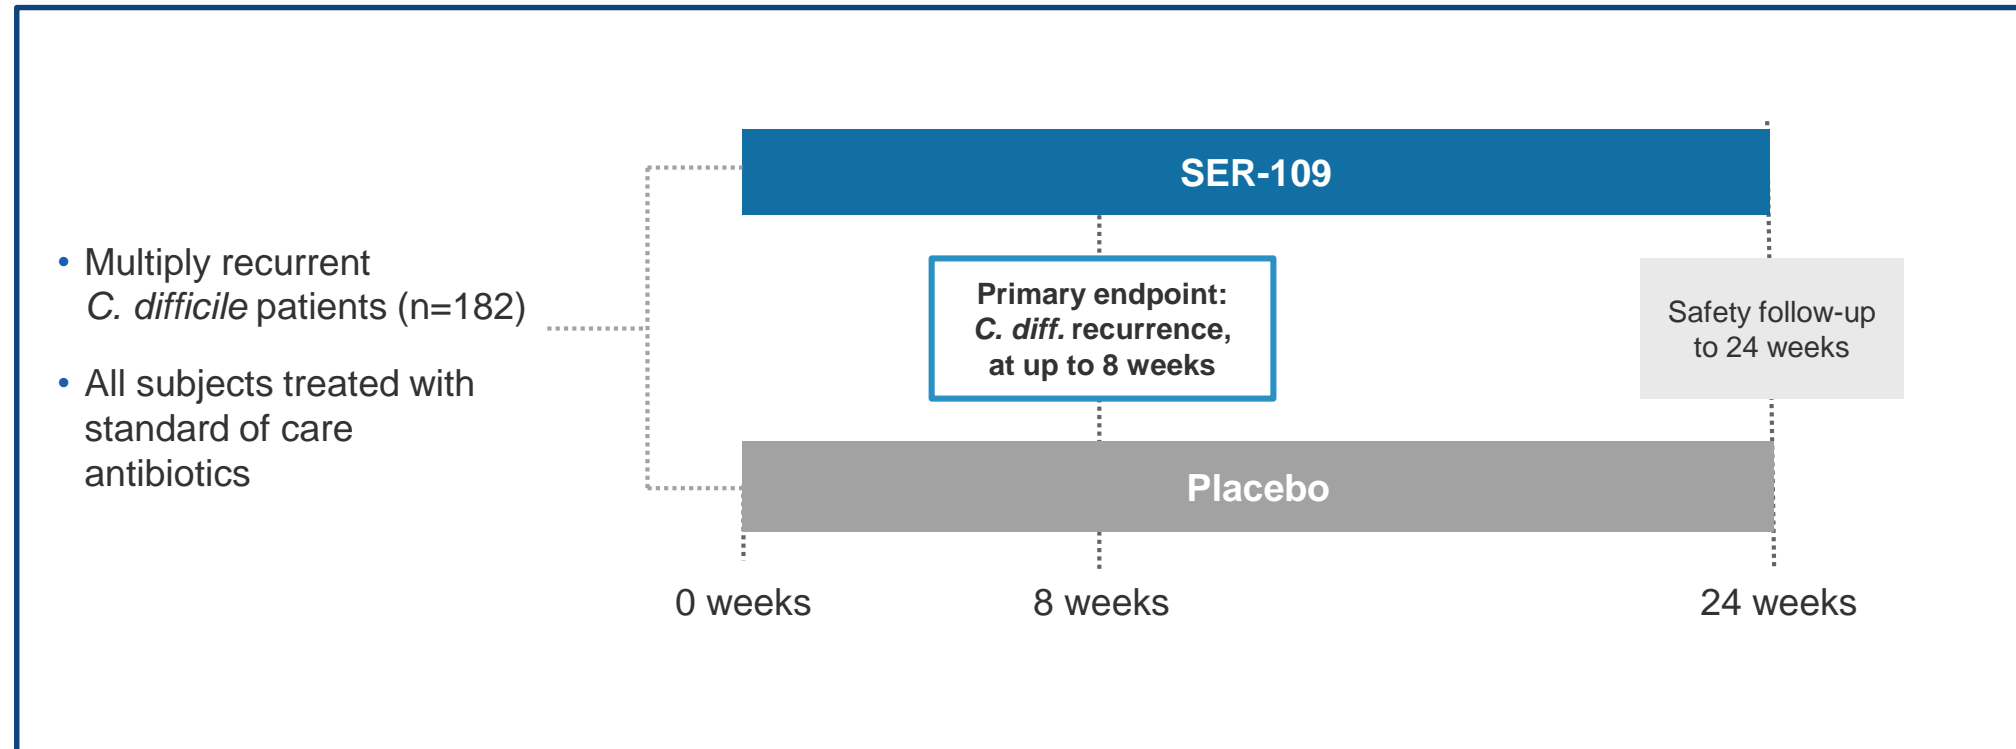 • Multiply recurrent
C. difficile patients (n=182)
• All subjects treated with
standard of care
antibiotics
SER-109
Primary endpoint:
C. diff. recurrence,
at up to 8 weeks
Safety follow-up
to 24 weeks
Placebo
0 weeks
8 weeks
24 weeks